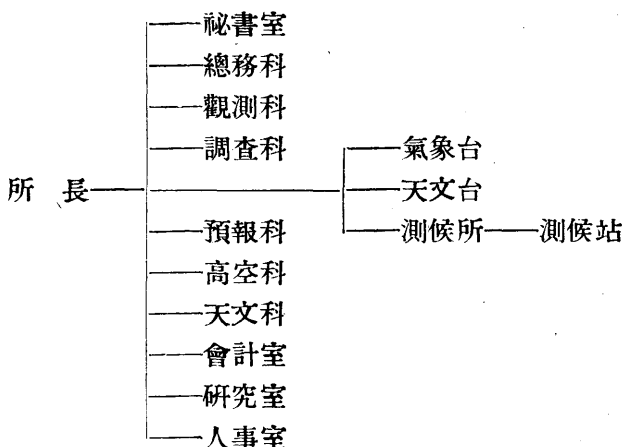 祕書室
總務科
觀測科
調查科
氣象台
所長
天文台
預報科
測候所
測候站
高空科
天文科
會計室
研究室
人事室